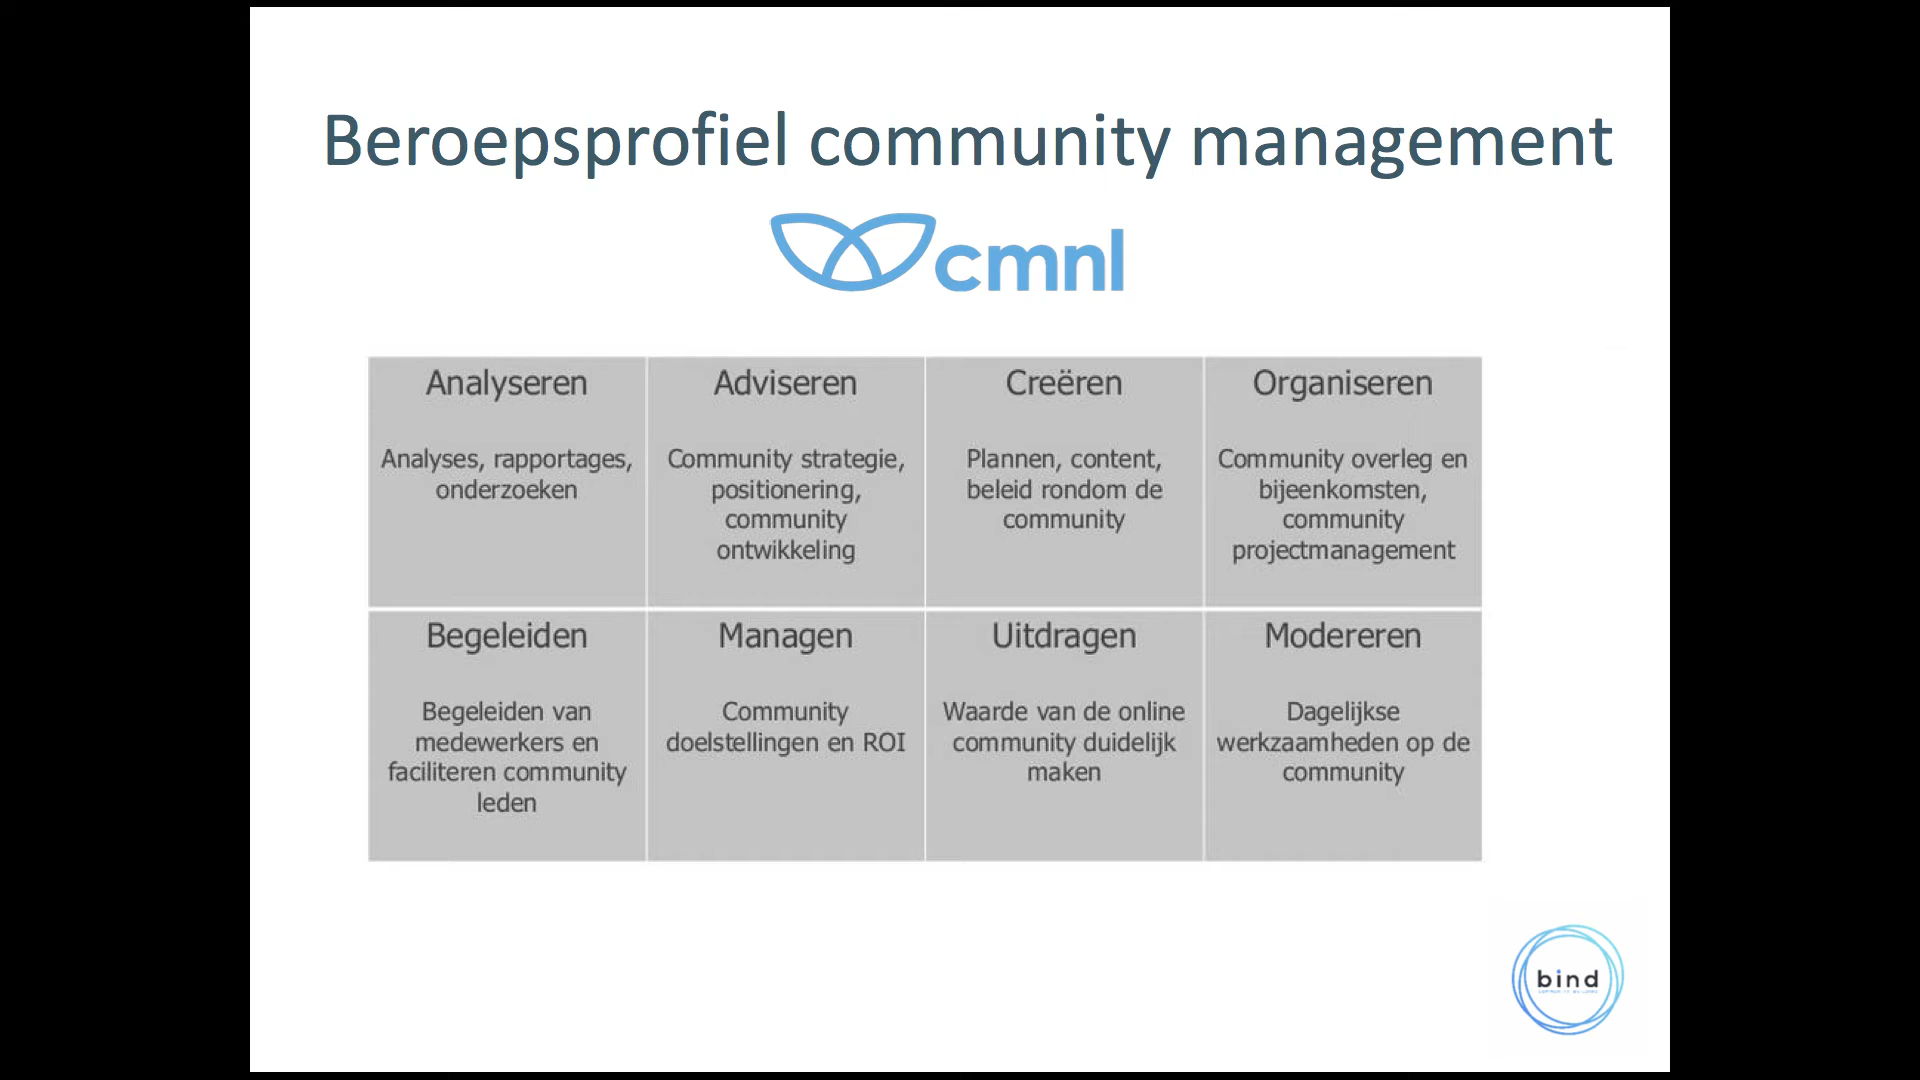 Beroepsprofiel community management
cmnl
Analyseren
Analyses, rapportages,
onderzoeken
Adviseren
Community strategie,
positionering,
community
ontwikkeling
Creëren
Plannen, content,
beleid rondom de
community
Organiseren
Community overleg en
bijeenkomsten,
community
projectmanagement
Begeleiden
Begeleiden van
medewerkers en
faciliteren community
leden
Managen
Community
doelstellingen en ROI
Uitdragen
Waarde van de online
community duidelijk
maken
Modereren
Dagelijkse
werkzaamheden op de
community
bind